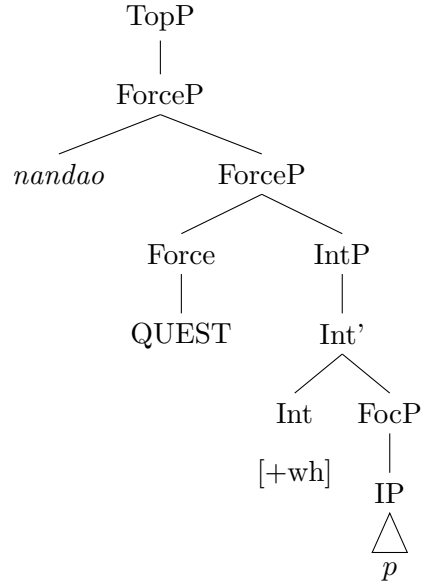 TopP
ForceP
nandao ForceP
Force IntP
QUEST Int'
Int FocP
[+wh]
IP
p